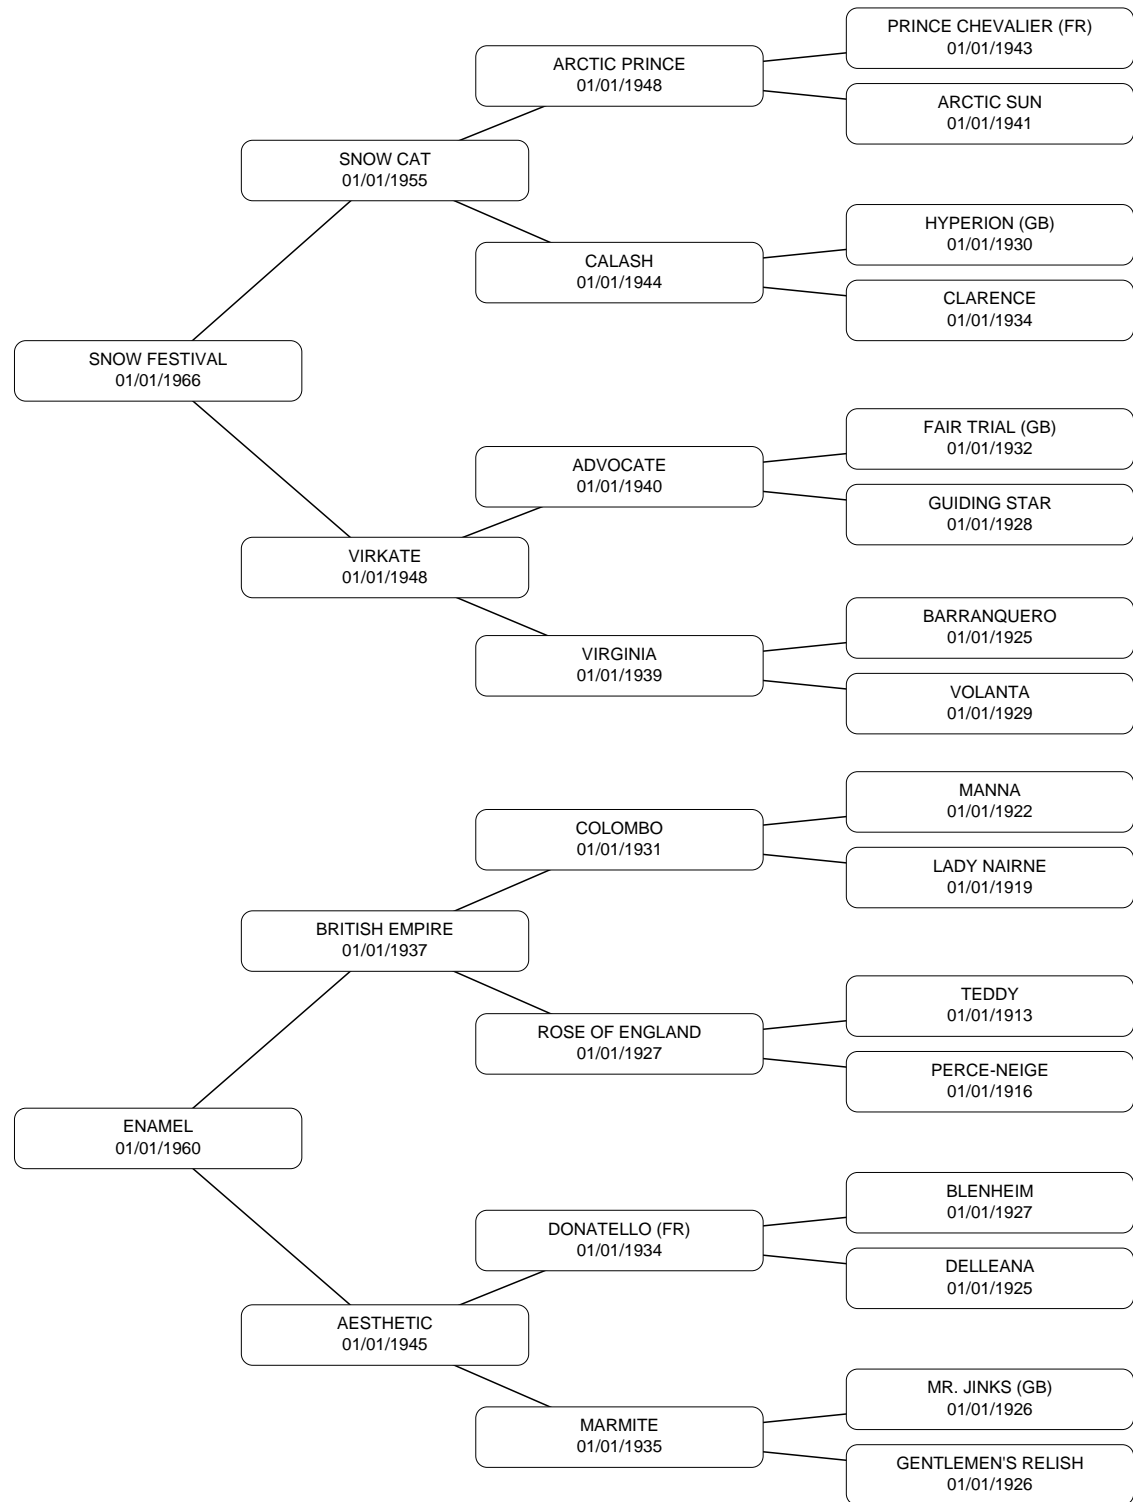 PRINCE CHEVALIER (FR)
01/01/1943
ARCTIC PRINCE
01/01/1948
ARCTIC SUN
01/01/1941
SNOW CAT
01/01/1955
HYPERION (GB)
01/01/1930
CALASH
01/01/1944
CLARENCE
01/01/1934
SNOW FESTIVAL
01/01/1966
FAIR TRIAL (GB)
01/01/1932
ADVOCATE
01/01/1940
GUIDING STAR
01/01/1928
VIRKATE
01/01/1948
BARRANQUERO
01/01/1925
VIRGINIA
01/01/1939
VOLANTA
01/01/1929
MANNA
01/01/1922
COLOMBO
01/01/1931
LADY NAIRNE
01/01/1919
BRITISH EMPIRE
01/01/1937
TEDDY
01/01/1913
ROSE OF ENGLAND
01/01/1927
PERCE-NEIGE
01/01/1916
ENAMEL
01/01/1960
BLENHEIM
01/01/1927
DONATELLO (FR)
01/01/1934
DELLEANA
01/01/1925
AESTHETIC
01/01/1945
MR. JINKS (GB)
01/01/1926
MARMITE
01/01/1935
GENTLEMEN'S RELISH
01/01/1926